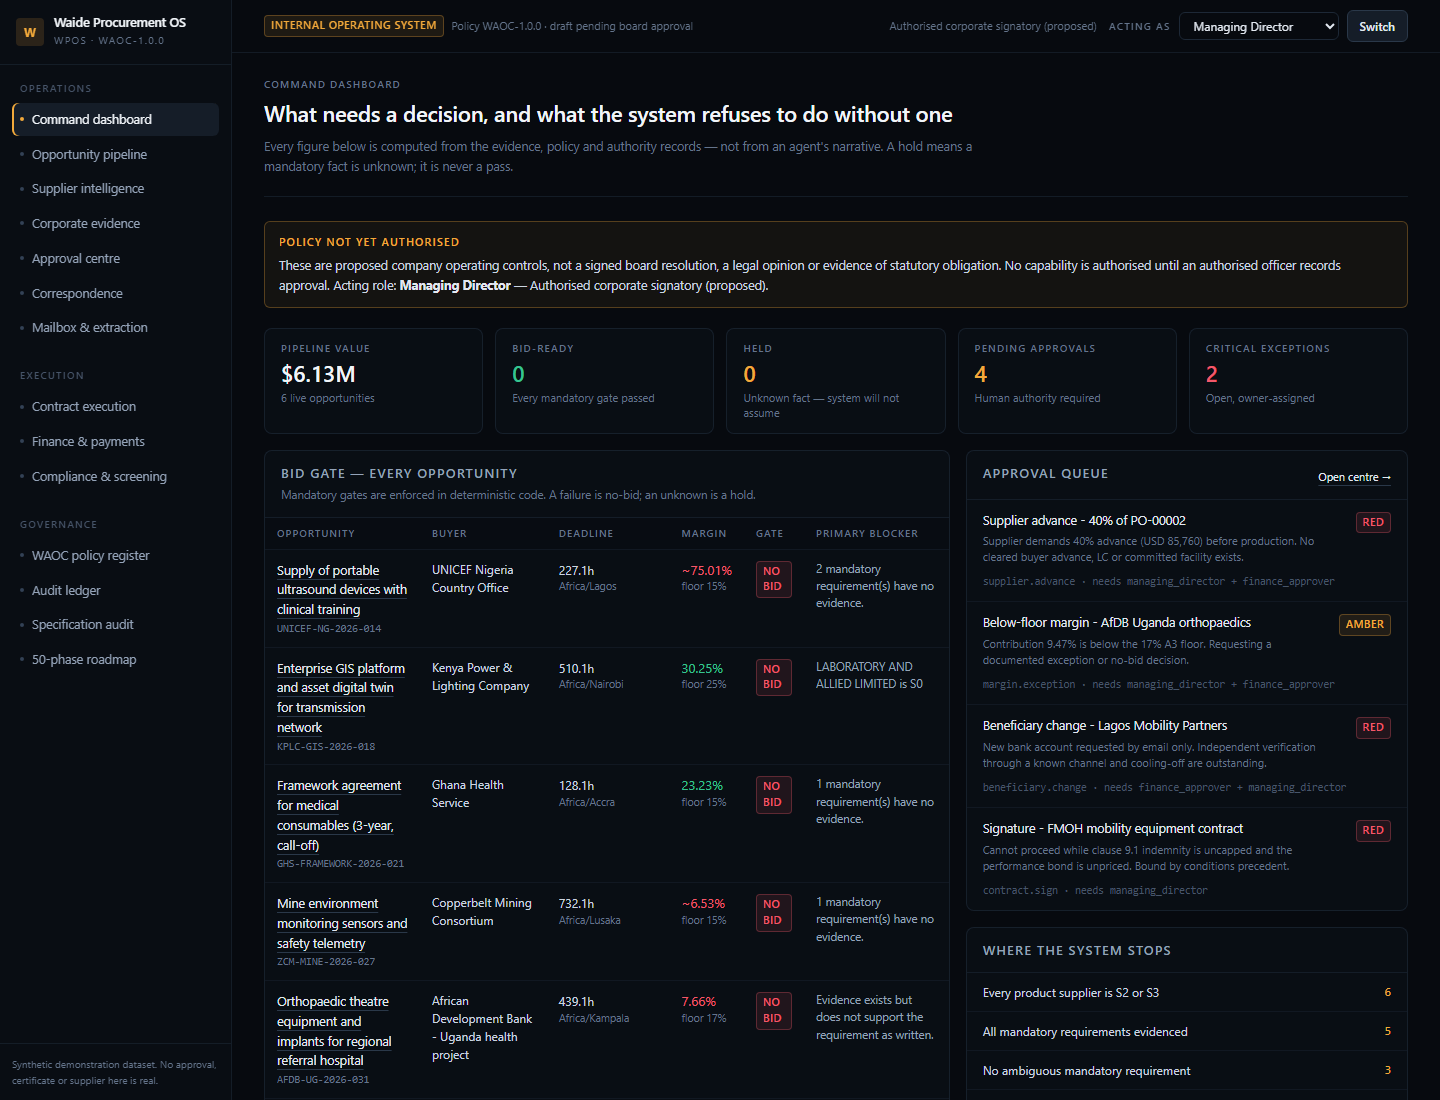 W
Waide Procurement OS
WPOS · WAOC-1.0.0
OPERATIONS
Command dashboard
Opportunity pipeline
Supplier intelligence
Corporate evidence
Approval centre
Correspondence
Mailbox & extraction
EXECUTION
Contract execution
Finance & payments
Compliance & screening
GOVERNANCE
WAOC policy register
Audit ledger
Specification audit
50-phase roadmap
Synthetic demonstration dataset. No approval,
certificate or supplier here is real.
INTERNAL OPERATING SYSTEM
Policy WAOC-1.0.0 · draft pending board approval
Authorised corporate signatory (proposed)
ACTING AS
Managing Director
Switch
COMMAND DASHBOARD
What needs a decision, and what the system refuses to do without one
Every figure below is computed from the evidence, policy and authority records — not from an agent's narrative. A hold means a
mandatory fact is unknown; it is never a pass.
POLICY NOT YET AUTHORISED
These are proposed company operating controls, not a signed board resolution, a legal opinion or evidence of statutory obligation. No capability is authorised until an authorised officer records
approval. Acting role: Managing Director — Authorised corporate signatory (proposed).
PIPELINE VALUE
$6.13M
6 live opportunities
BID-READY
0
Every mandatory gate passed
HELD
0
Unknown fact — system will not
assume
PENDING APPROVALS
4
Human authority required
CRITICAL EXCEPTIONS
2
Open, owner-assigned
BID GATE — EVERY OPPORTUNITY
Mandatory gates are enforced in deterministic code. A failure is no-bid; an unknown is a hold.
OPPORTUNITY BUYER DEADLINE MARGIN GATE PRIMARY BLOCKER
Supply of portable
ultrasound devices with
clinical training
UNICEF-NG-2026-014
UNICEF Nigeria
Country Office
227.1h
Africa/Lagos
~75.01%
floor 15%
NO
BID
2 mandatory
requirement(s) have no
evidence.
Enterprise GIS platform
and asset digital twin
for transmission
network
KPLC-GIS-2026-018
Kenya Power &
Lighting Company
510.1h
Africa/Nairobi
30.25%
floor 25%
NO
BID
LABORATORY AND
ALLIED LIMITED is S0
Framework agreement
for medical
consumables (3-year,
call-off)
GHS-FRAMEWORK-2026-021
Ghana Health
Service
128.1h
Africa/Accra
23.23%
floor 15%
NO
BID
1 mandatory
requirement(s) have no
evidence.
Mine environment
monitoring sensors and
safety telemetry
ZCM-MINE-2026-027
Copperbelt Mining
Consortium
732.1h
Africa/Lusaka
~6.53%
floor 15%
NO
BID
1 mandatory
requirement(s) have no
evidence.
Orthopaedic theatre
equipment and
implants for regional
referral hospital
AFDB-UG-2026-031
African
Development Bank
- Uganda health
project
439.1h
Africa/Kampala
7.66%
floor 17%
NO
BID
Evidence exists but
does not support the
requirement as written.
APPROVAL QUEUE
Open centre →
Supplier advance - 40% of PO-00002
RED
Supplier demands 40% advance (USD 85,760) before production. No
cleared buyer advance, LC or committed facility exists.
supplier.advance · needs managing_director + finance_approver
Below-floor margin - AfDB Uganda orthopaedics
AMBER
Contribution 9.47% is below the 17% A3 floor. Requesting a
documented exception or no-bid decision.
margin.exception · needs managing_director + finance_approver
Beneficiary change - Lagos Mobility Partners
RED
New bank account requested by email only. Independent verification
through a known channel and cooling-off are outstanding.
beneficiary.change · needs finance_approver + managing_director
Signature - FMOH mobility equipment contract
RED
Cannot proceed while clause 9.1 indemnity is uncapped and the
performance bond is unpriced. Bound by conditions precedent.
contract.sign · needs managing_director
WHERE THE SYSTEM STOPS
Every product supplier is S2 or S3 6
All mandatory requirements evidenced 5
No ambiguous mandatory requirement 3